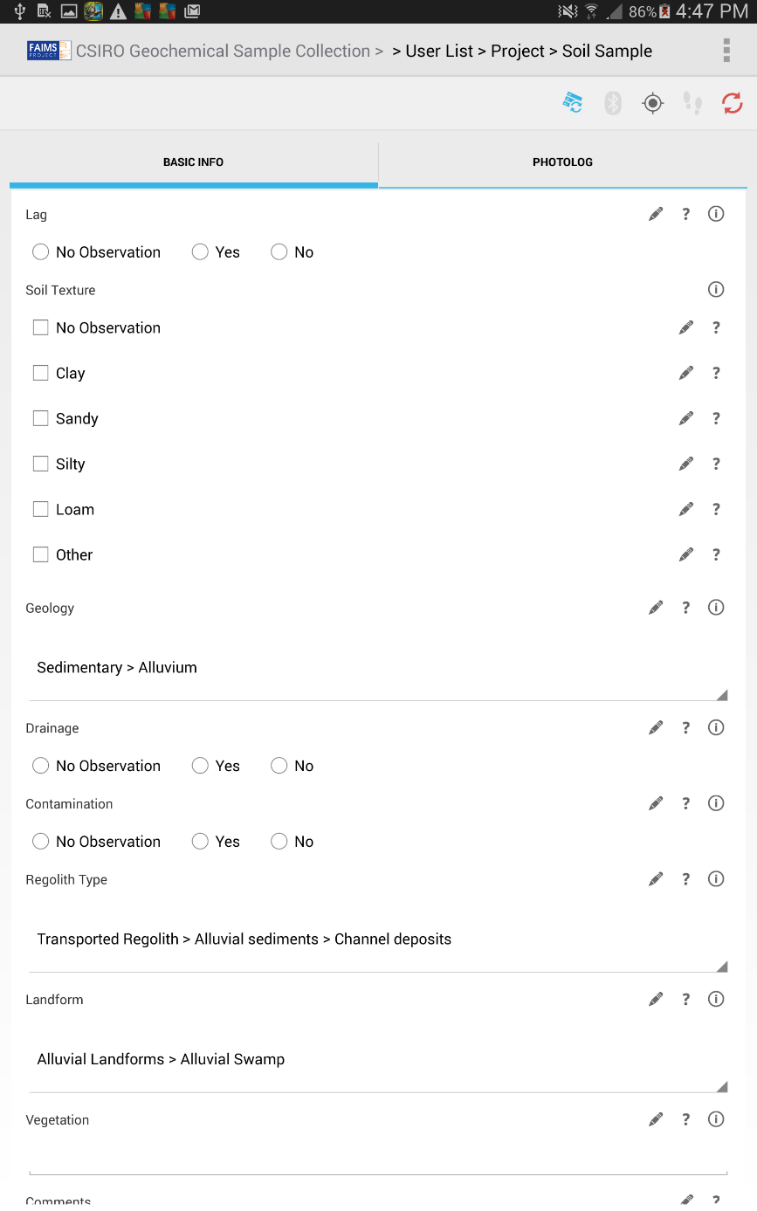 86% 4:47 PM
FAIMS PROJECT CSIRO Geochemical Sample Collection > > User List > Project > Soil Sample
BASIC INFO PHOTOLOG
Lag ?
No Observation Yes No
Soil Texture
No Observation ?
Clay ?
Sandy ?
Silty ?
Loam ?
Other ?
Geology ?
Sedimentary > Alluvium
Drainage ?
No Observation Yes No
Contamination ?
No Observation Yes No
Regolith Type ?
Transported Regolith > Alluvial sediments > Channel deposits
Landform ?
Alluvial Landforms > Alluvial Swamp
Vegetation ?
Comments ?